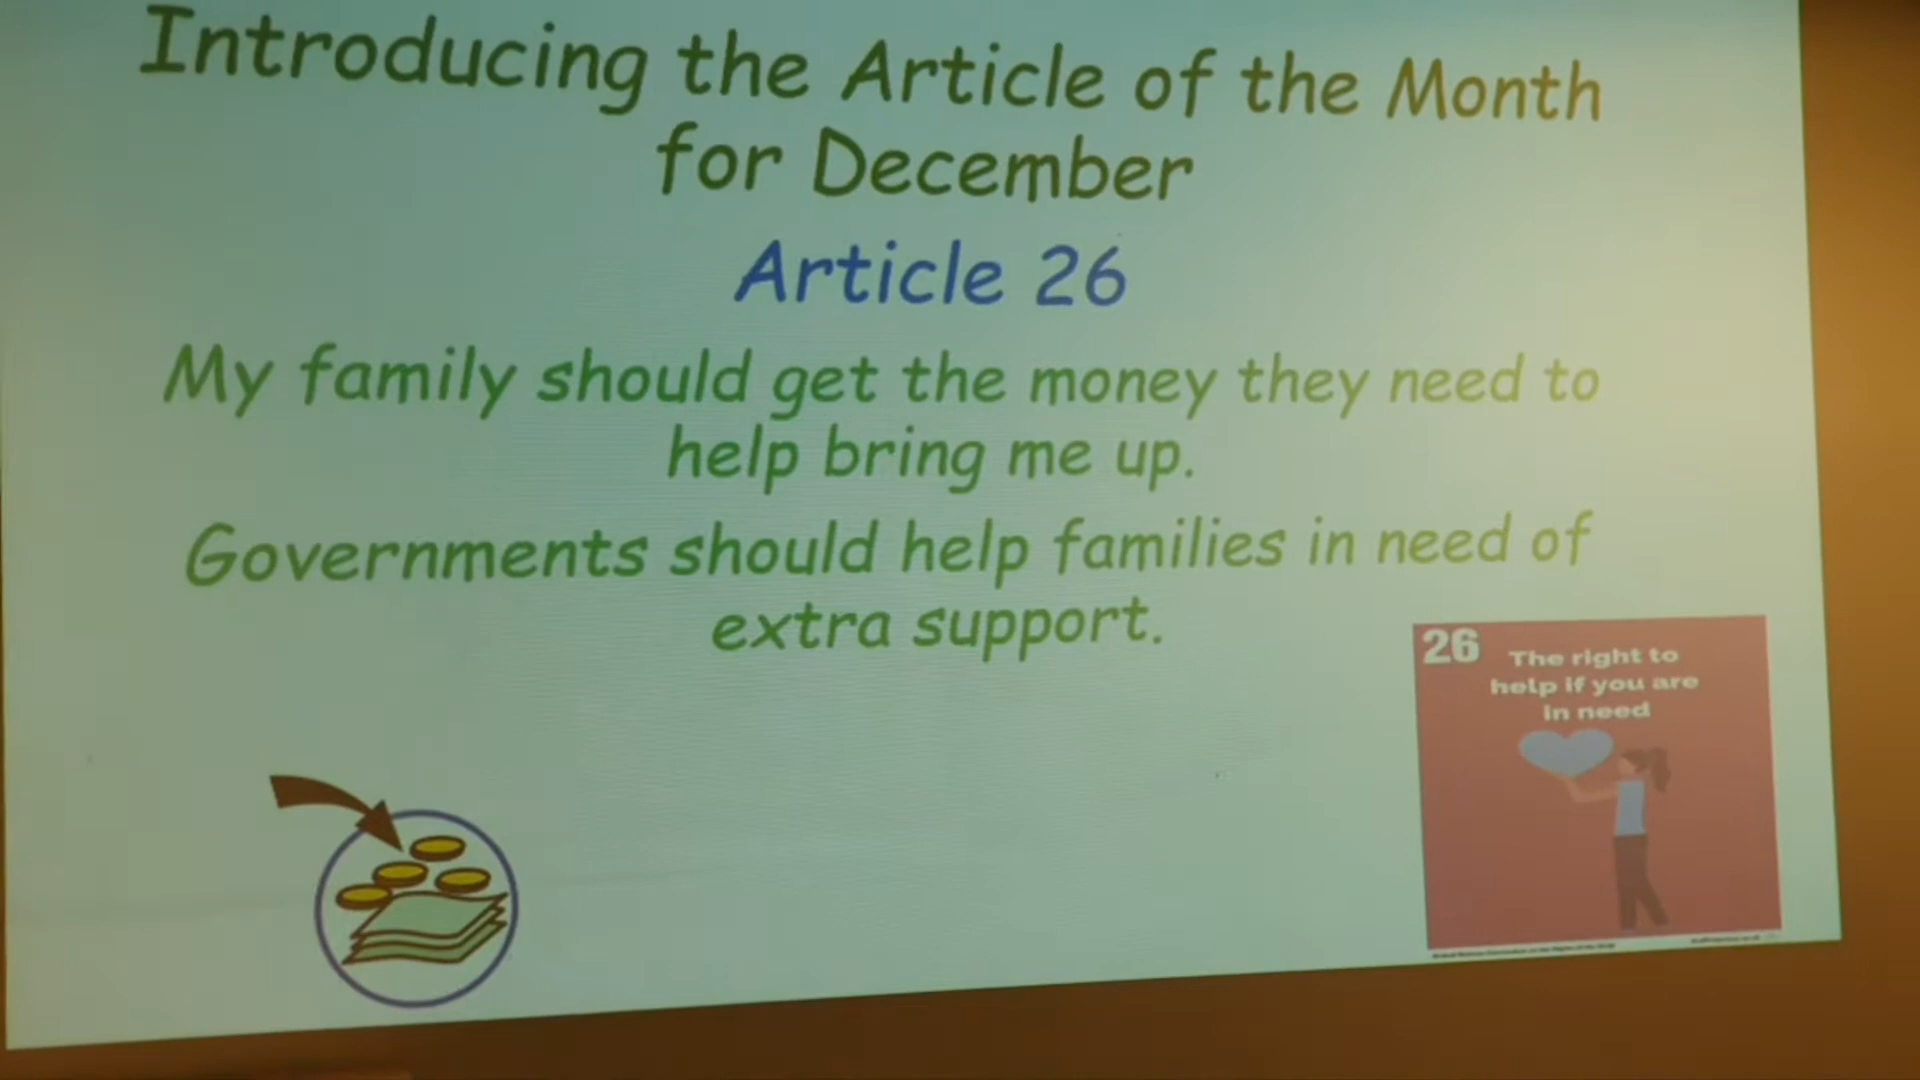 Introducing the Article of the Month
for December
Article 26
My family should get the money they need to
help bring me up.
Governments should help families in need of
extra support.
26
The right to
help if you are
in need